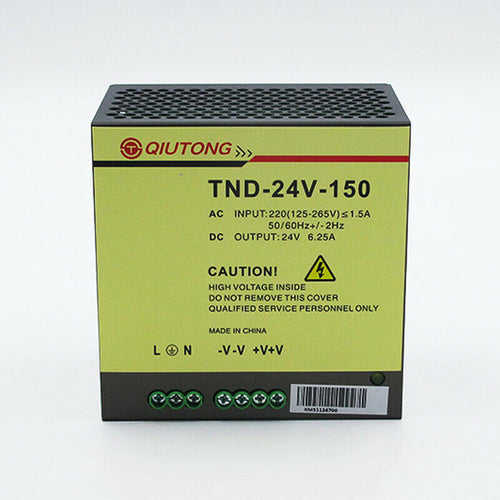 QIUTONG
TND-24V-150
AC INPUT:220(125-265V)≤1.5A
50/60Hz+/-2Hz
DC OUTPUT:24V 6.25A
CAUTION!
HIGH VOLTAGE INSIDE
DO NOT REMOVE THIS COVER
QUALIFIED SERVICE PERSONNEL ONLY
MADE IN CHINA
L N -V-V +V+V